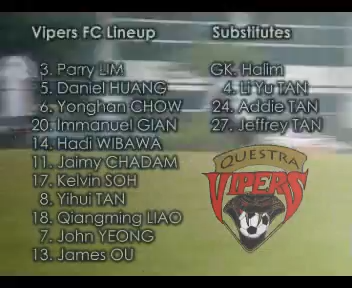 Vipers FC Lineup
3. Parry LIM
5. Daniel HUANG
6. Yonghan CHOW
20. Immanuel GIAN
14. Hadi WIBAWA
11. Jaimy CHADAM
17. Kelvin SOH
8. Yihui TAN
18. Qiangming LIAO
7. John YEONG
13. James OU
Substitutes
GK. Halim
4. Li Yu TAN
24. Addie TAN
27. Jeffrey TAN
QUESTRA
VIPERS